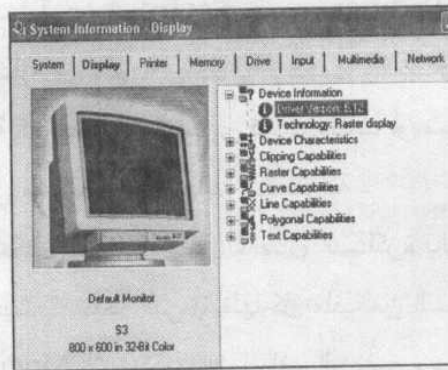 System Information - Display
System Display Printer Memory Drive Input Multimedia Network
Device Information
Driver Version: 5.12
Technology: Raster display
Device Characteristics
Clipping Capabilities
Raster Capabilities
Curve Capabilities
Line Capabilities
Polygonal Capabilities
Text Capabilities
Default Monitor
S3
800 x 600 in 32-Bit Color